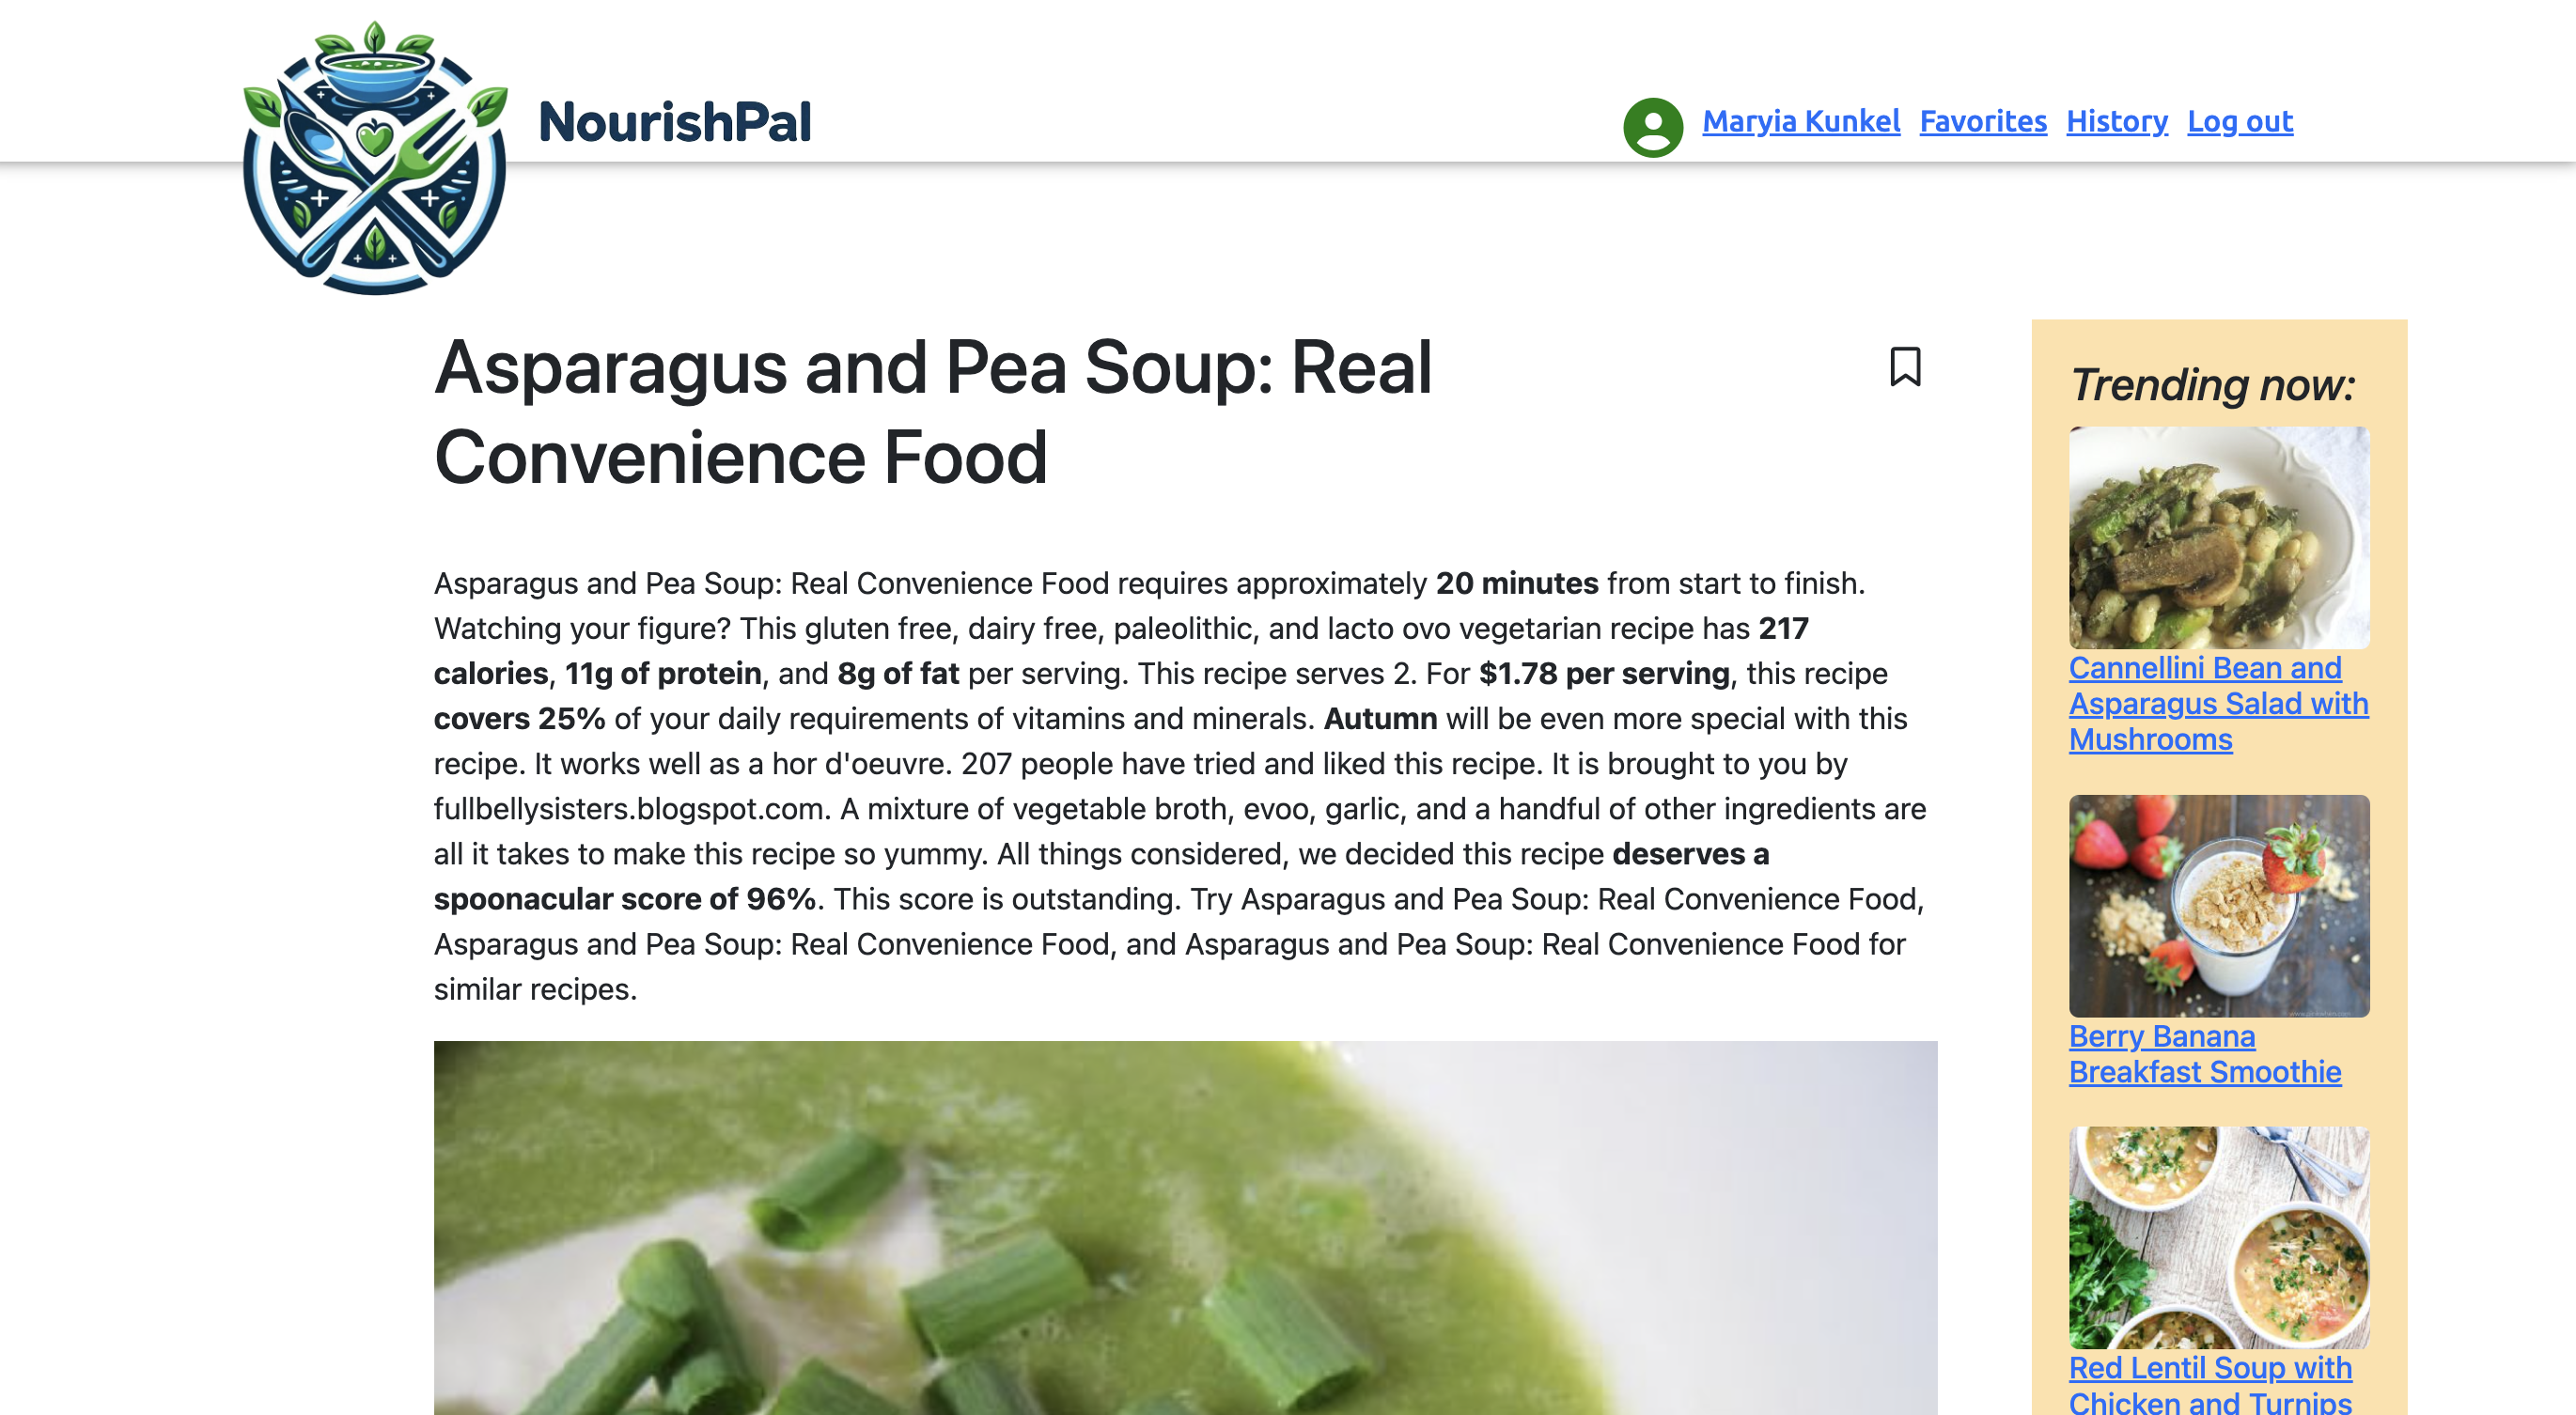 NourishPal
Maryia Kunkel Favorites History Log out
Asparagus and Pea Soup: Real
Convenience Food
Asparagus and Pea Soup: Real Convenience Food requires approximately 20 minutes from start to finish.
Watching your figure? This gluten free, dairy free, paleolithic, and lacto ovo vegetarian recipe has 217
calories, 11g of protein, and 8g of fat per serving. This recipe serves 2. For $1.78 per serving, this recipe
covers 25% of your daily requirements of vitamins and minerals. Autumn will be even more special with this
recipe. It works well as a hor d'oeuvre. 207 people have tried and liked this recipe. It is brought to you by
fullbellysisters.blogspot.com. A mixture of vegetable broth, evoo, garlic, and a handful of other ingredients are
all it takes to make this recipe so yummy. All things considered, we decided this recipe deserves a
spoonacular score of 96%. This score is outstanding. Try Asparagus and Pea Soup: Real Convenience Food,
Asparagus and Pea Soup: Real Convenience Food, and Asparagus and Pea Soup: Real Convenience Food for
similar recipes.
Trending now:
Cannellini Bean and
Asparagus Salad with
Mushrooms
Berry Banana
Breakfast Smoothie
Red Lentil Soup with
Chicken and Turnips